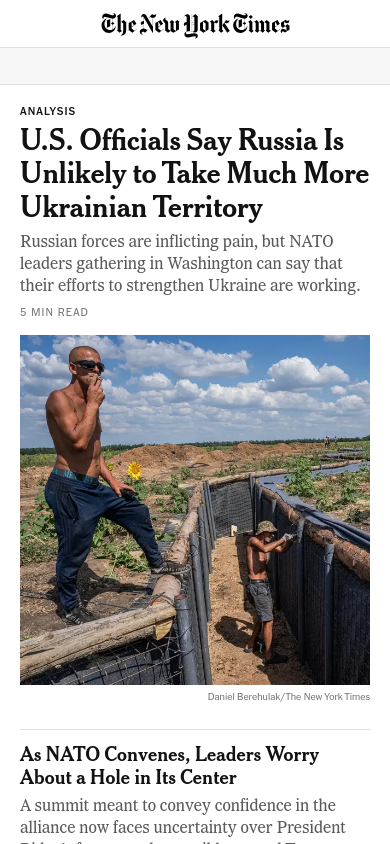 The New York Times
ANALYSIS
U.S. Officials Say Russia Is
Unlikely to Take Much More
Ukrainian Territory
Russian forces are inflicting pain, but NATO
leaders gathering in Washington can say that
their efforts to strengthen Ukraine are working.
5 MIN READ
Daniel Berehulak/The New York Times
As NATO Convenes, Leaders Worry
About a Hole in Its Center
A summit meant to convey confidence in the
alliance now faces uncertainty over President